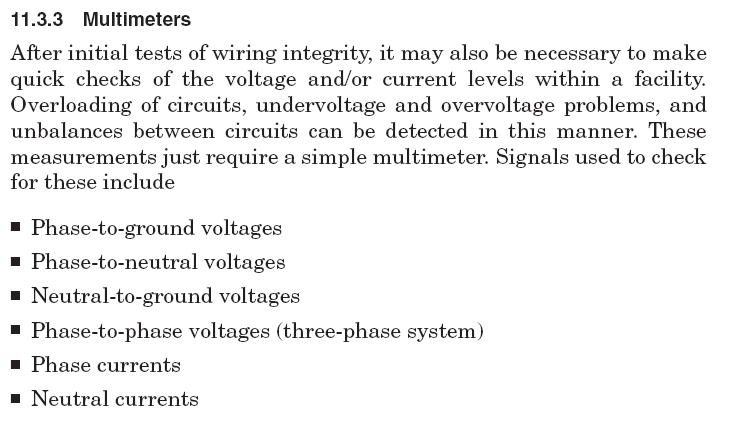 11.3.3 Multimeters
After initial tests of wiring integrity, it may also be necessary to make
quick checks of the voltage and/or current levels within a facility.
Overloading of circuits, undervoltage and overvoltage problems, and
unbalances between circuits can be detected in this manner. These
measurements just require a simple multimeter. Signals used to check
for these include
■ Phase-to-ground voltages
■ Phase-to-neutral voltages
■ Neutral-to-ground voltages
■ Phase-to-phase voltages (three-phase system)
■ Phase currents
■ Neutral currents